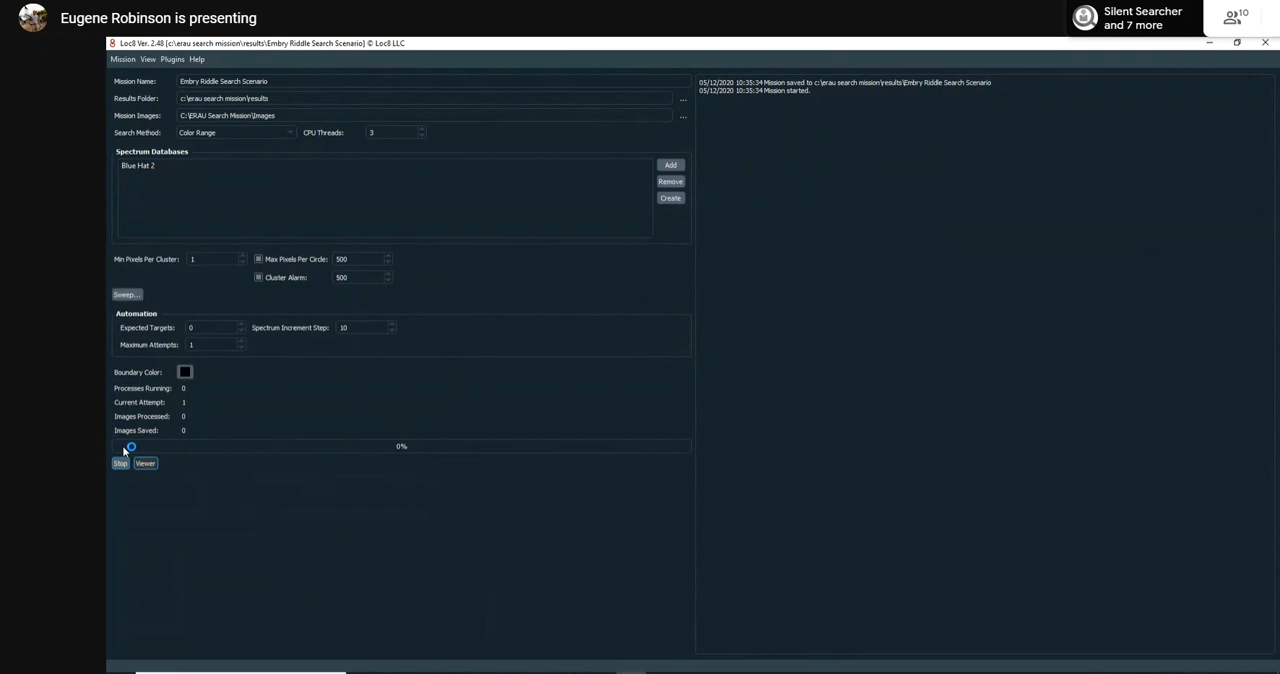 Eugene Robinson is presenting
Silent Searcher
and 7 more
10
Loc8 Ver. 2.48 [c:\erau search mission\results\Embry Riddle Search Scenario] © Loc8 LLC
Mission View Plugins Help
Mission Name: Embry Riddle Search Scenario
Results Folder: c:\erau search mission\results ...
Mission Images: C:\ERAU Search Mission\Images ...
Search Method: Color Range CPU Threads: 3
Spectrum Databases
Blue Hat 2
Add
Remove
Create
Min Pixels Per Cluster: 1 Max Pixels Per Circle: 500
Cluster Alarm: 500
Sweep...
Automation
Expected Targets: 0 Spectrum Increment Step: 10
Maximum Attempts: 1
Boundary Color:
Processes Running: 0
Current Attempt: 1
Images Processed: 0
Images Saved: 0
0%
Stop Viewer
05/12/2020 10:35:34 Mission saved to c:\erau search mission\results\Embry Riddle Search Scenario
05/12/2020 10:35:34 Mission started.